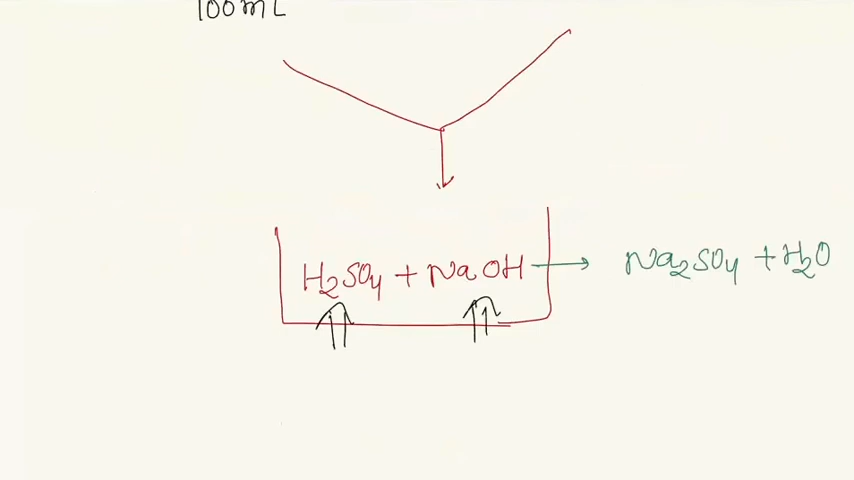 100mL
H₂SO₄ + NaOH → Na₂SO₄ + H₂O